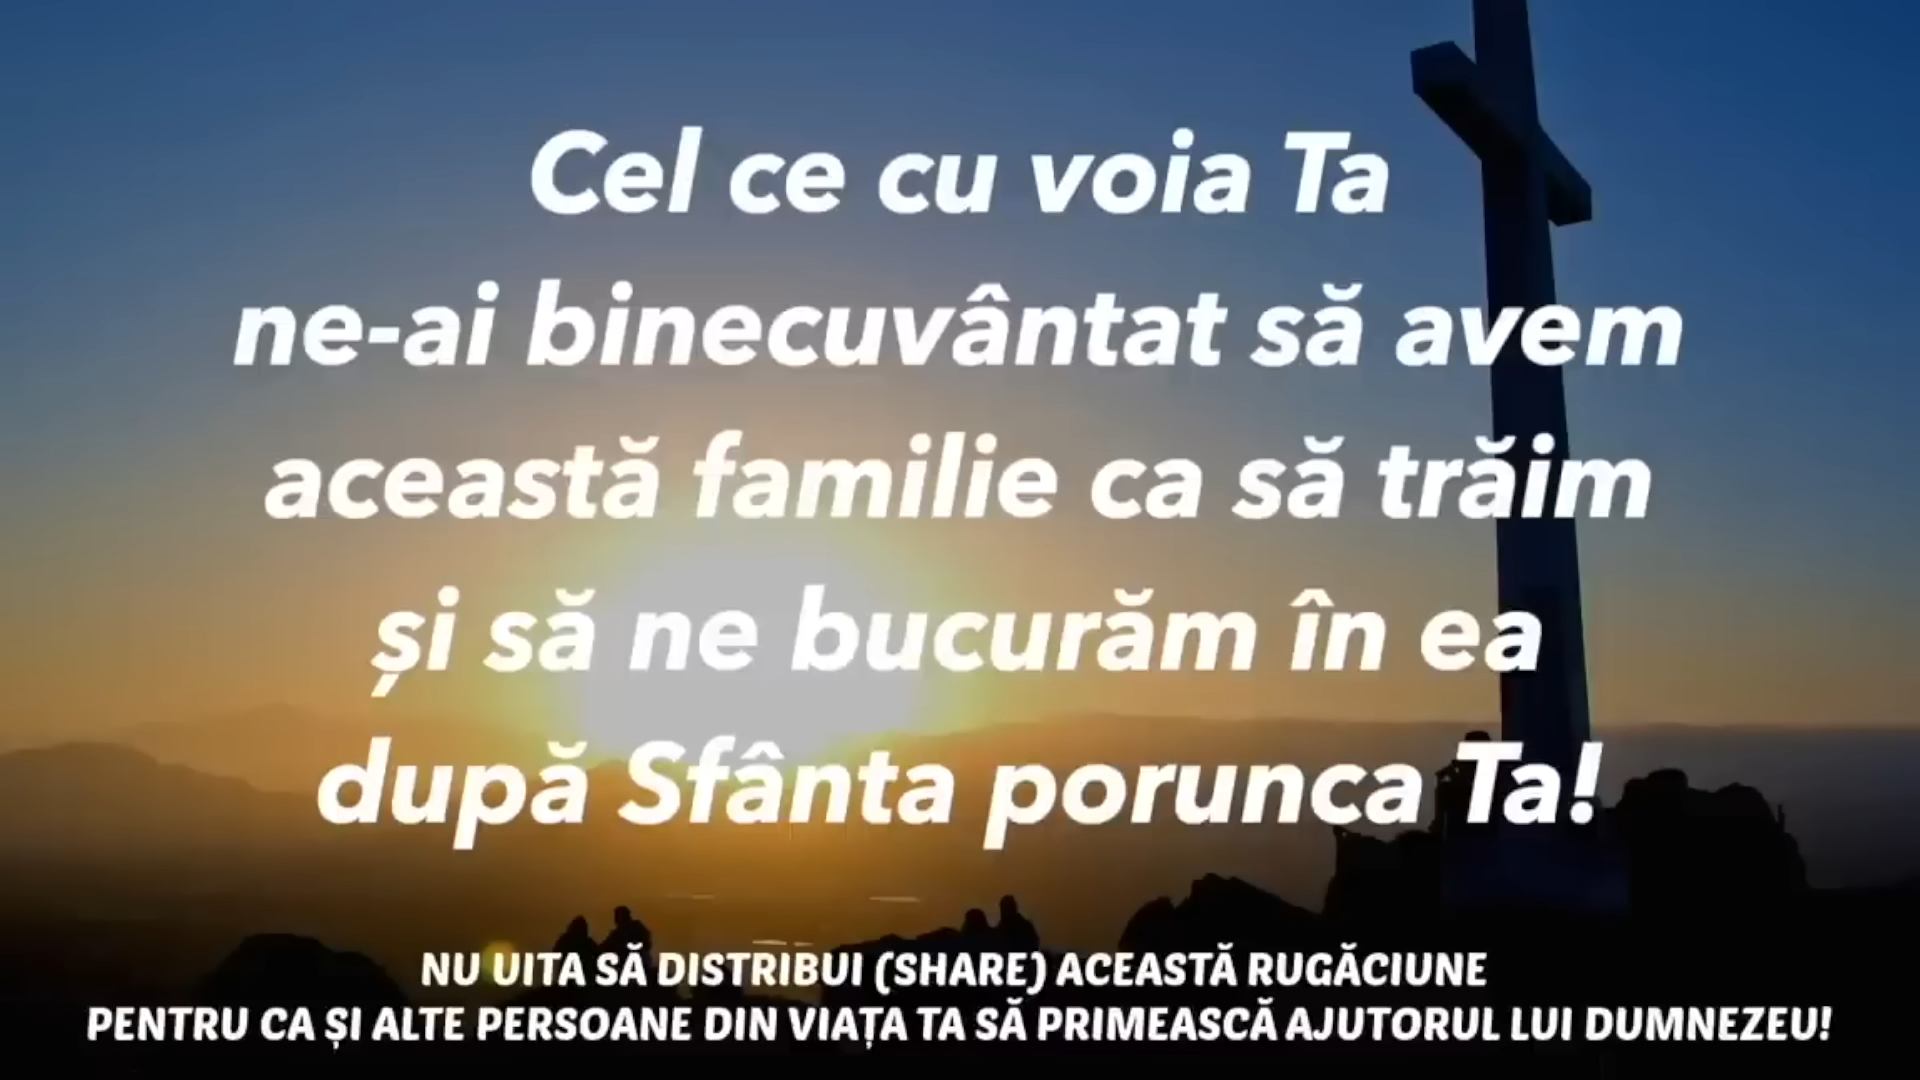 Cel ce cu voia Ta
ne-ai binecuvântat să avem
această familie ca să trăim
și să ne bucurăm în ea
după Sfânta porunca Ta!
NU UITA SĂ DISTRIBUI (SHARE) ACEASTĂ RUGĂCIUNE
PENTRU CA ȘI ALTE PERSOANE DIN VIAȚA TA SĂ PRIMEASCĂ AJUTORUL LUI DUMNEZEU!